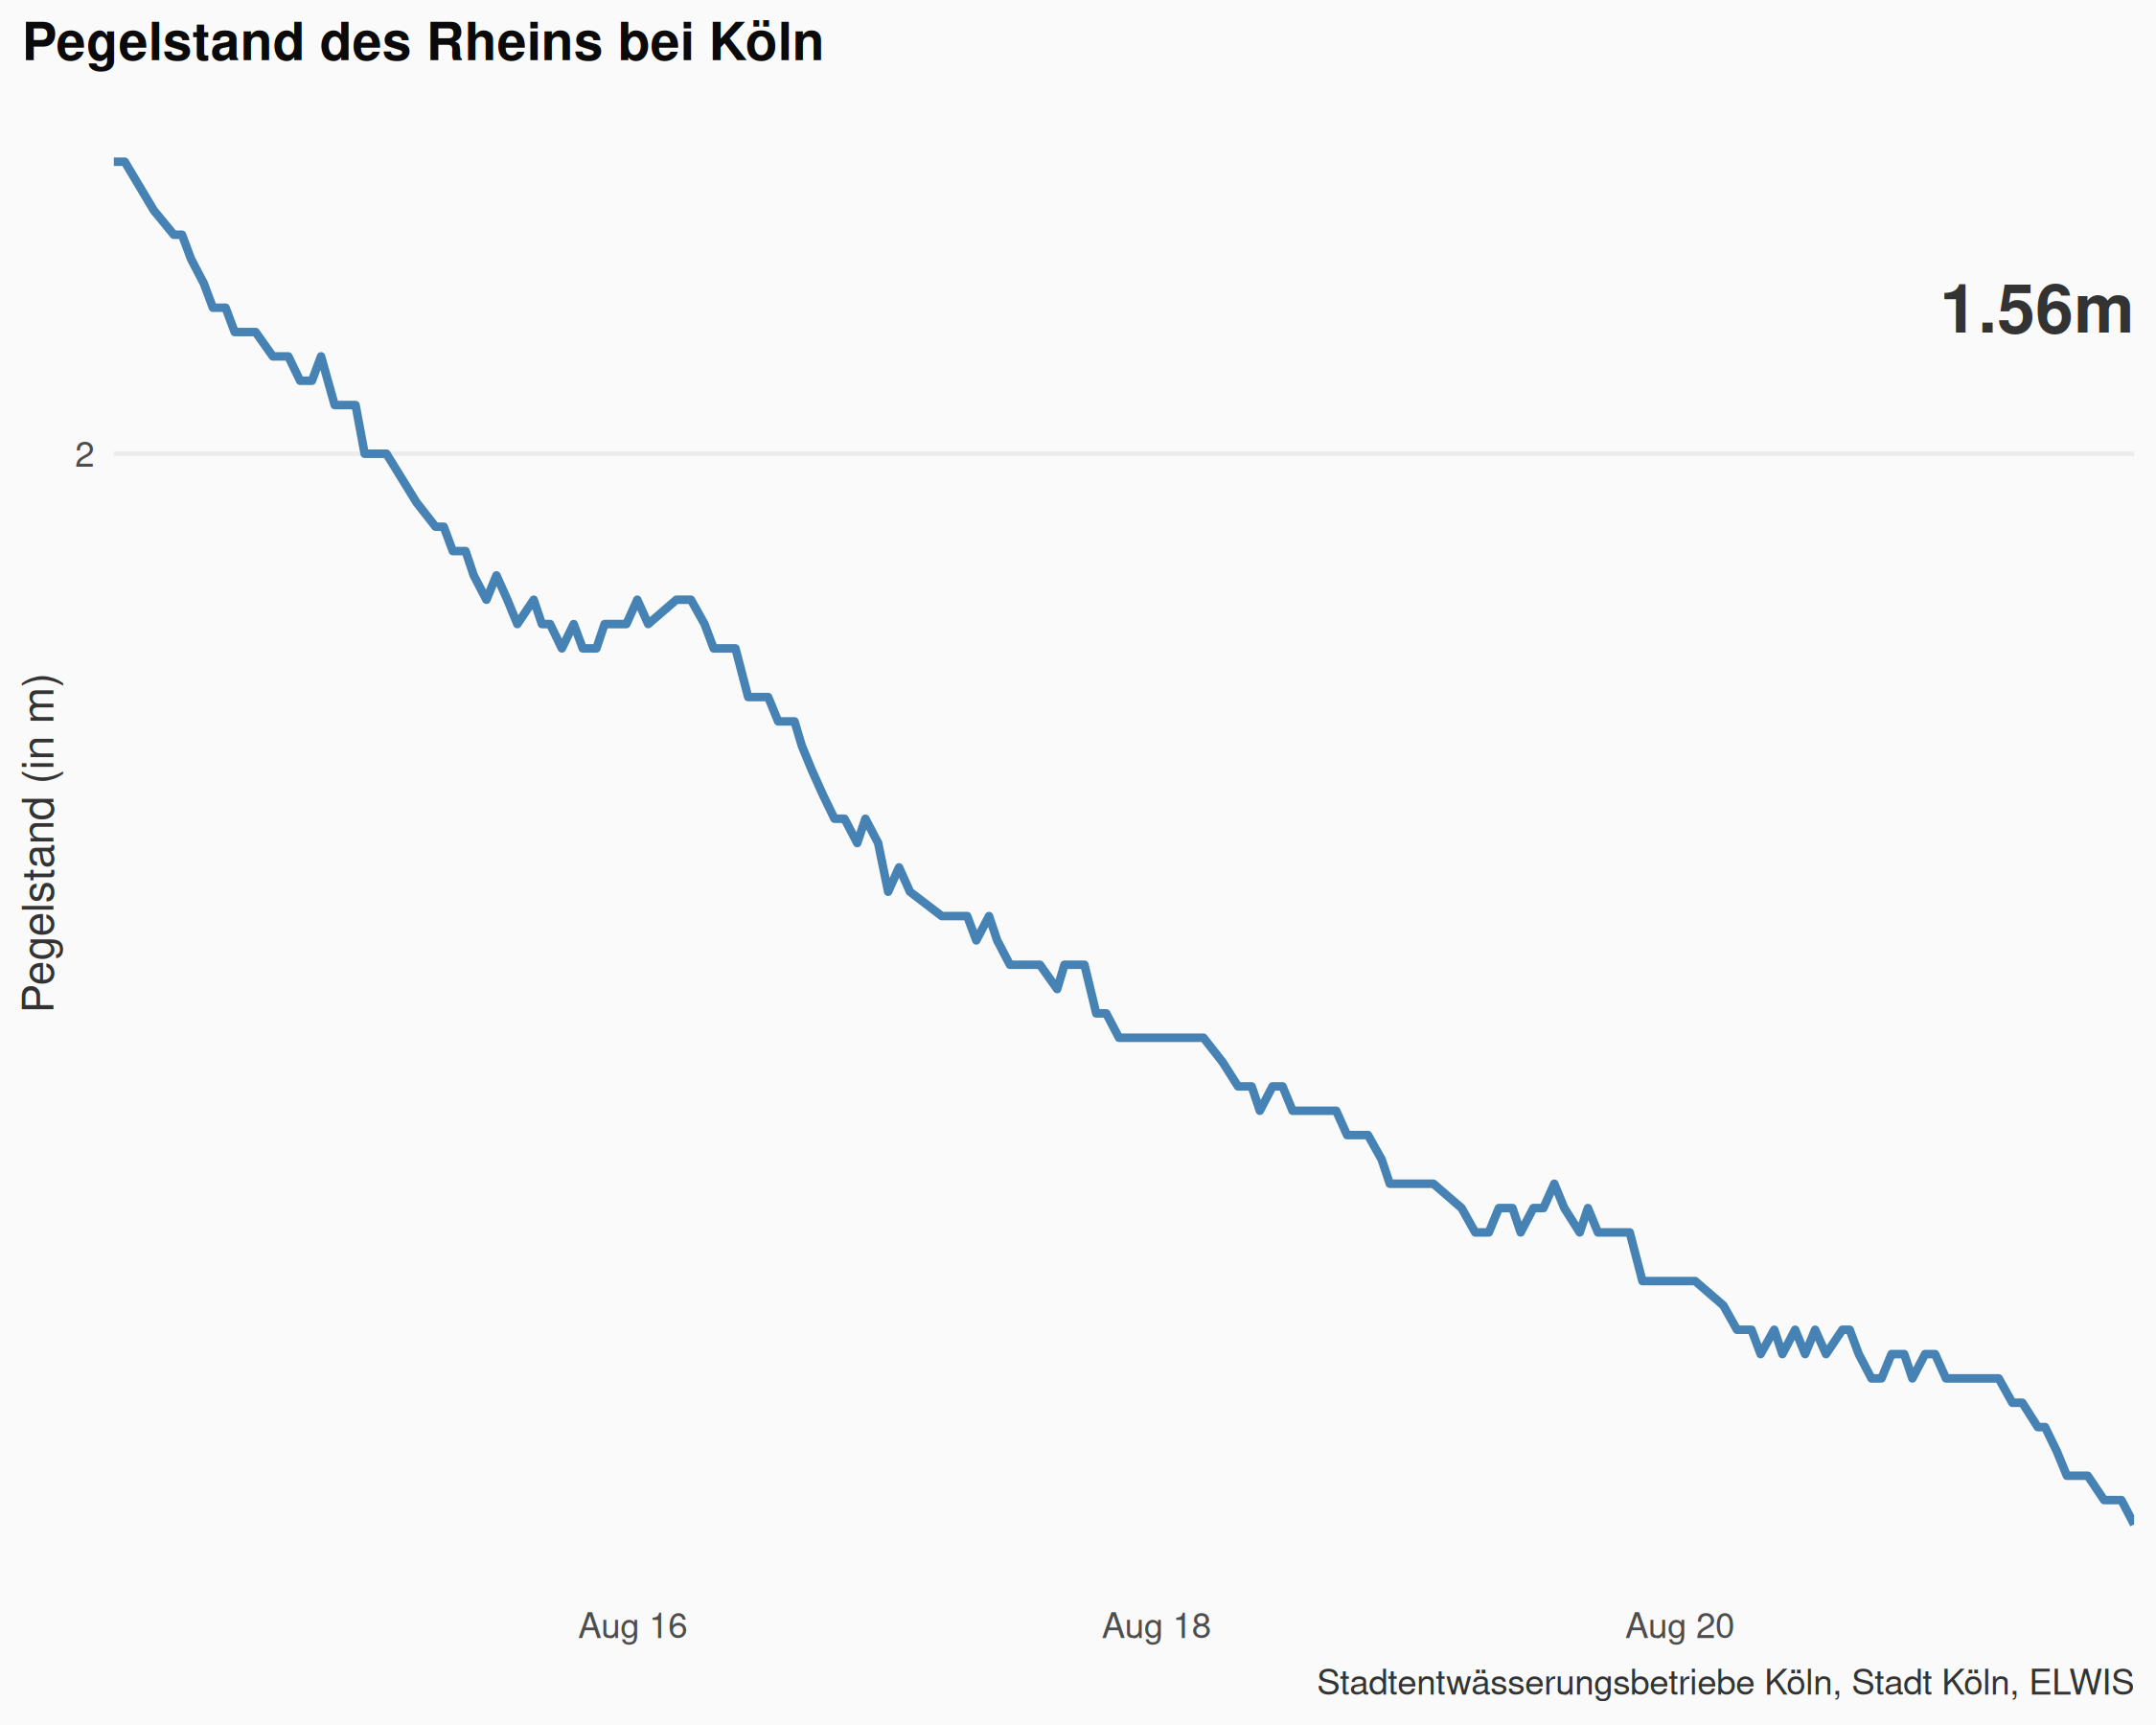 Pegelstand des Rheins bei Köln
1.56m
2
Pegelstand (in m)
Aug 16
Aug 18
Aug 20
Stadtentwässerungsbetriebe Köln, Stadt Köln, ELWIS